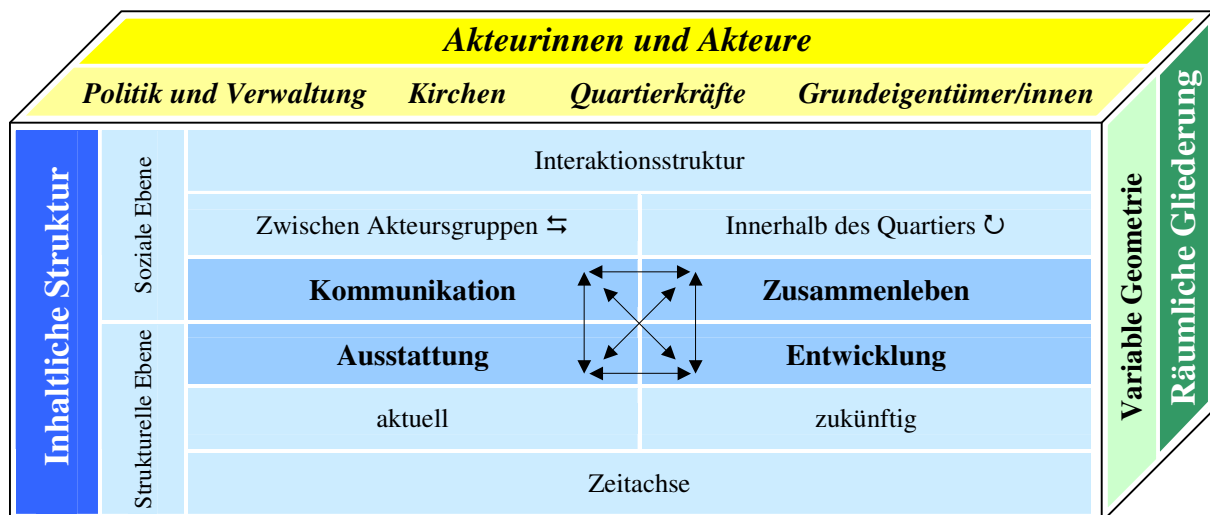 Akteurinnen und Akteure
Politik und Verwaltung Kirchen Quartierkräfte Grundeigentümer/innen
Inhaltliche Struktur
Soziale Ebene
Interaktionsstruktur
Zwischen Akteursgruppen ⇆ Innerhalb des Quartiers ↻
Kommunikation Zusammenleben
Strukturelle Ebene
Ausstattung Entwicklung
aktuell zukünftig
Zeitachse
Variable Geometrie
Räumliche Gliederung